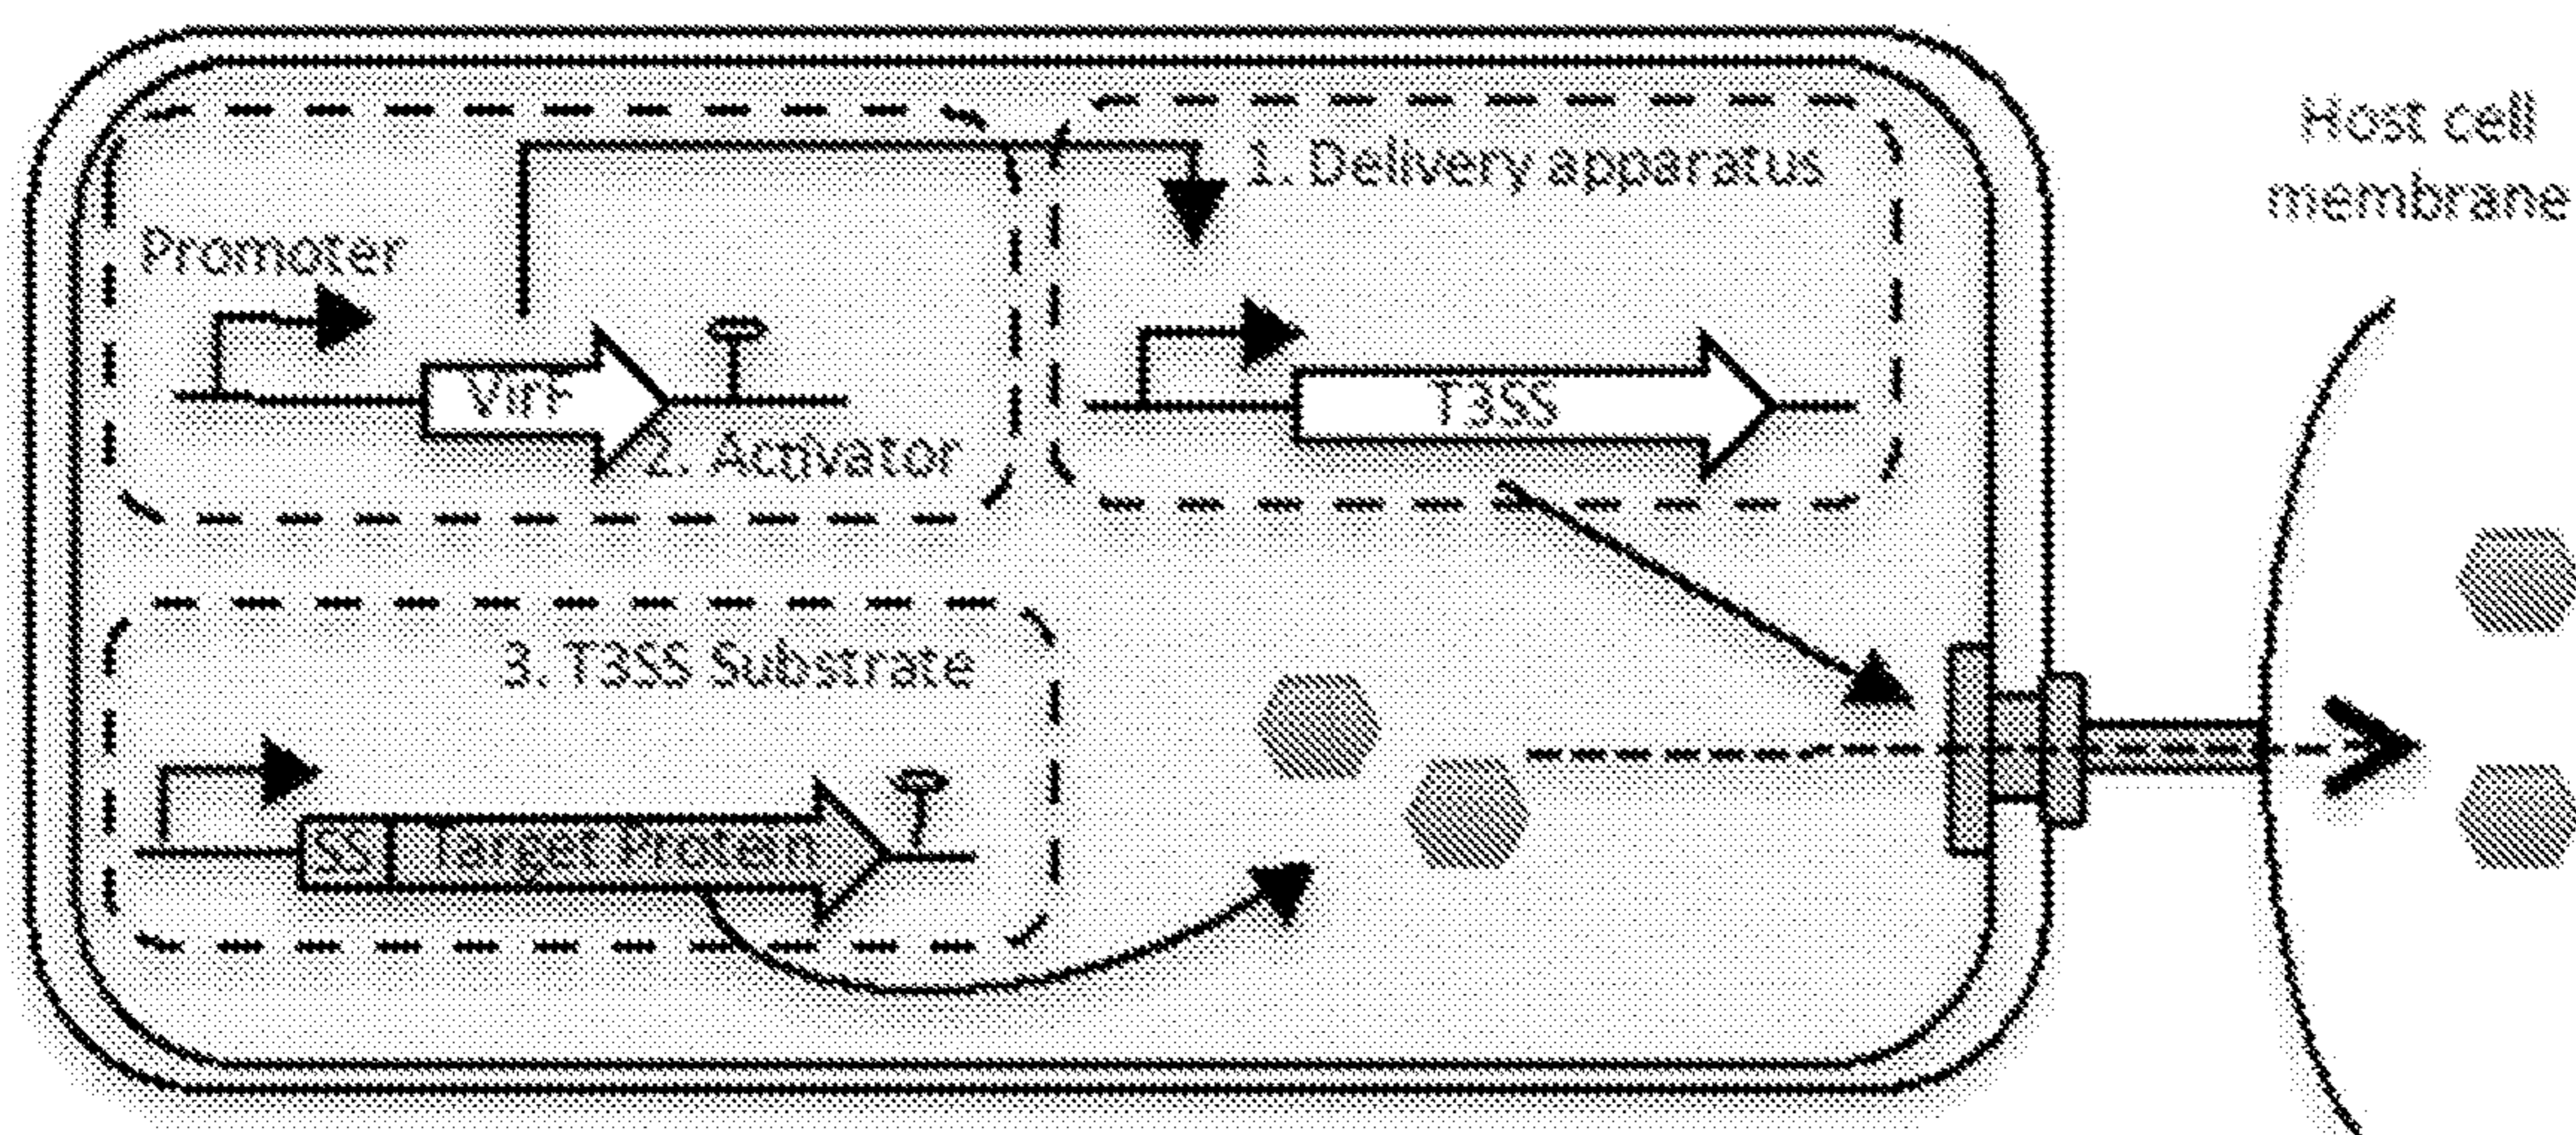 Host cell
membrane
1. Delivery apparatus
Promoter
VirF
T3SS
2. Activator
3. T3SS Substrate
SS Target Protein